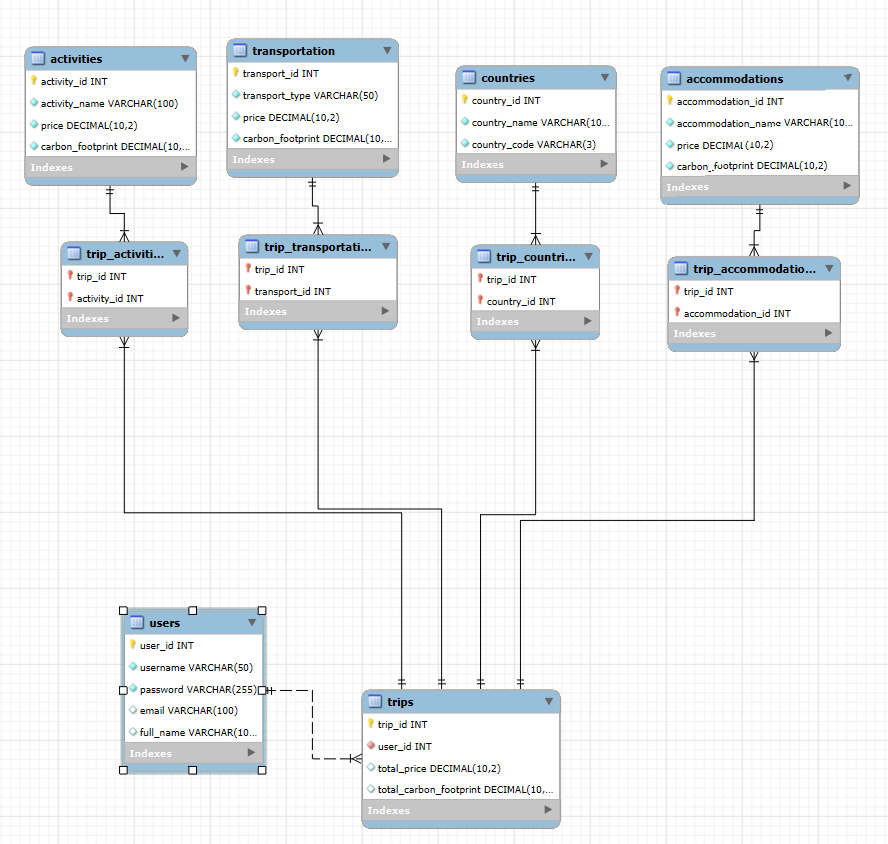 activities
activity_id INT
activity_name VARCHAR(100)
price DECIMAL(10,2)
carbon_footprint DECIMAL(10,...
Indexes
transportation
transport_id INT
transport_type VARCHAR(50)
price DECIMAL(10,2)
carbon_footprint DECIMAL(10,...
Indexes
countries
country_id INT
country_name VARCHAR(10...
country_code VARCHAR(3)
Indexes
accommodations
accommodation_id INT
accommodation_name VARCHAR(10...
price DECIMAL(10,2)
carbon_footprint DECIMAL(10,2)
Indexes
trip_activiti...
trip_id INT
activity_id INT
Indexes
trip_transportati...
trip_id INT
transport_id INT
Indexes
trip_countri...
trip_id INT
country_id INT
Indexes
trip_accommodatio...
trip_id INT
accommodation_id INT
Indexes
users
user_id INT
username VARCHAR(50)
password VARCHAR(255)
email VARCHAR(100)
full_name VARCHAR(10...
Indexes
trips
trip_id INT
user_id INT
total_price DECIMAL(10,2)
total_carbon_footprint DECIMAL(10,...
Indexes